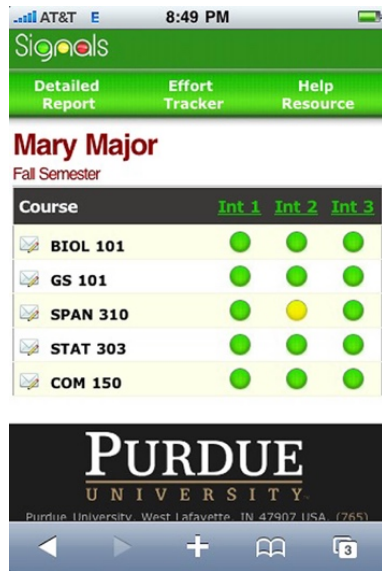 AT&T E 8:49 PM
Signals
Detailed Report Effort Tracker Help Resource
Mary Major
Fall Semester
Course Int 1 Int 2 Int 3
BIOL 101
GS 101
SPAN 310
STAT 303
COM 150
PURDUE
UNIVERSITY
Purdue University, West Lafayette, IN 47907 USA, (765)
3